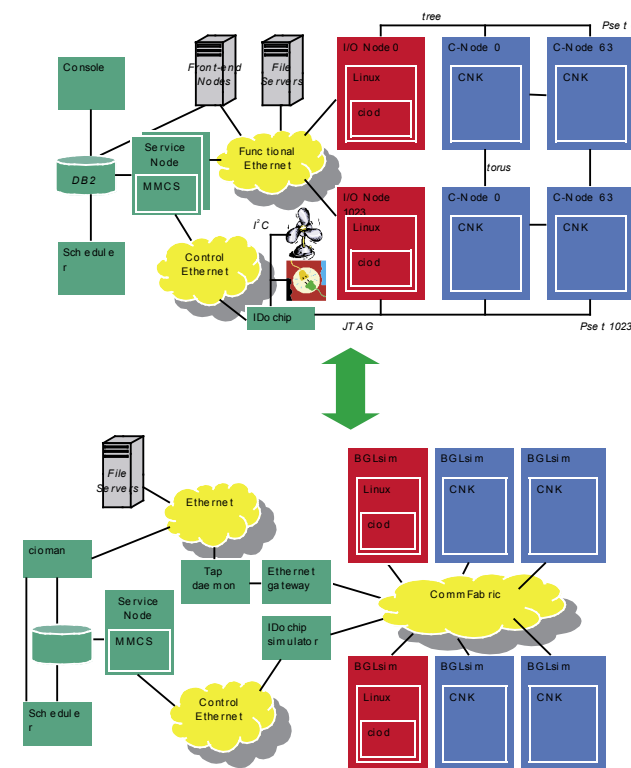 tree
Pset
I/O Node 0
C-Node 0
C-Node 63
Console
Front-end
Nodes
File
Servers
Linux
CNK
CNK
ciod
Service
Node
Functional
Ethernet
DB2
MMCS
torus
I/O Node
1023
C-Node 0
C-Node 63
I²C
Linux
CNK
CNK
Schedule
r
Control
Ethernet
ciod
IDo chip
JTAG
Pset 1023
File
Servers
BGLsim
BGLsim
BGLsim
Linux
CNK
CNK
Ethernet
ciod
cioman
Tap
daemon
Ethernet
gateway
CommFabric
Service
Node
IDo chip
simulator
MMCS
BGLsim
BGLsim
BGLsim
Linux
CNK
CNK
Control
Ethernet
Schedule
r
ciod